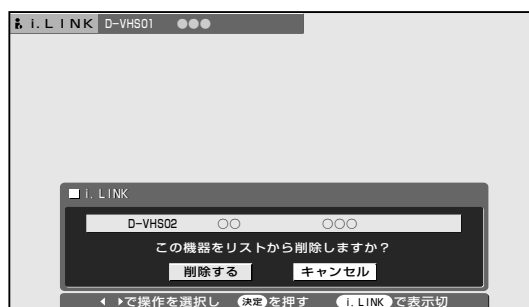 i.LINK D-VHS01 ●●●
i.LINK
D-VHS02 ○○ ○○○
この機器をリストから削除しますか？
削除する キャンセル
で操作を選択し 決定を押す i.LINKで表示切